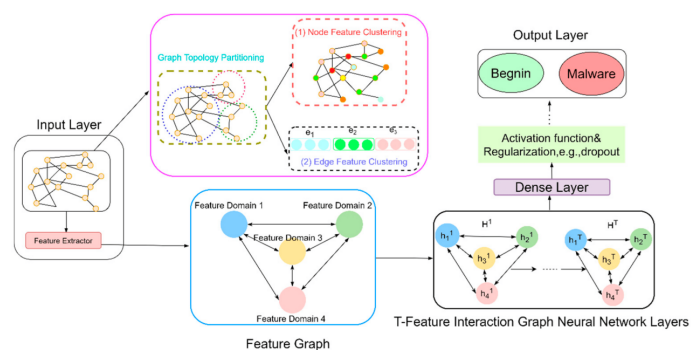 Input Layer
Feature Extractor
Graph Topology Partitioning
(1) Node Feature Clustering
e1 e2 e3
(2) Edge Feature Clustering
Feature Domain 1
Feature Domain 2
Feature Domain 3
Feature Domain 4
Feature Graph
Output Layer
Begnin
Malware
Activation function&
Regularization,e.g.,dropout
Dense Layer
H1
HT
h11
h21
h31
h41
......
h1T
h2T
h3T
h4T
T-Feature Interaction Graph Neural Network Layers